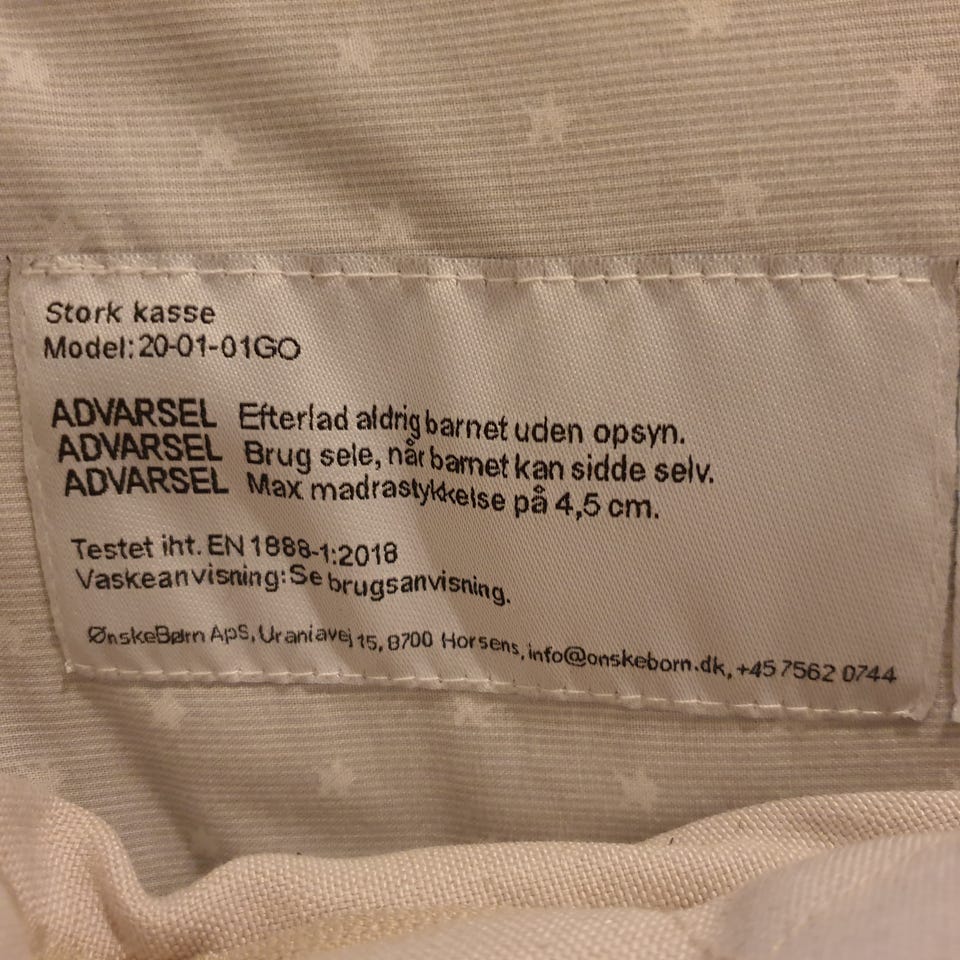 Stork kasse
Model: 20-01-01GO
ADVARSEL Efterlad aldrig barnet uden opsyn.
ADVARSEL Brug sele, når barnet kan sidde selv.
ADVARSEL Max madrastykkelse på 4,5 cm.
Testet iht. EN 1888-1:2018
Vaskeanvisning: Se brugsanvisning.
ØnskeBørn ApS, Uraniavej 15, 8700 Horsens, info@onskeborn.dk, +45 7562 0744